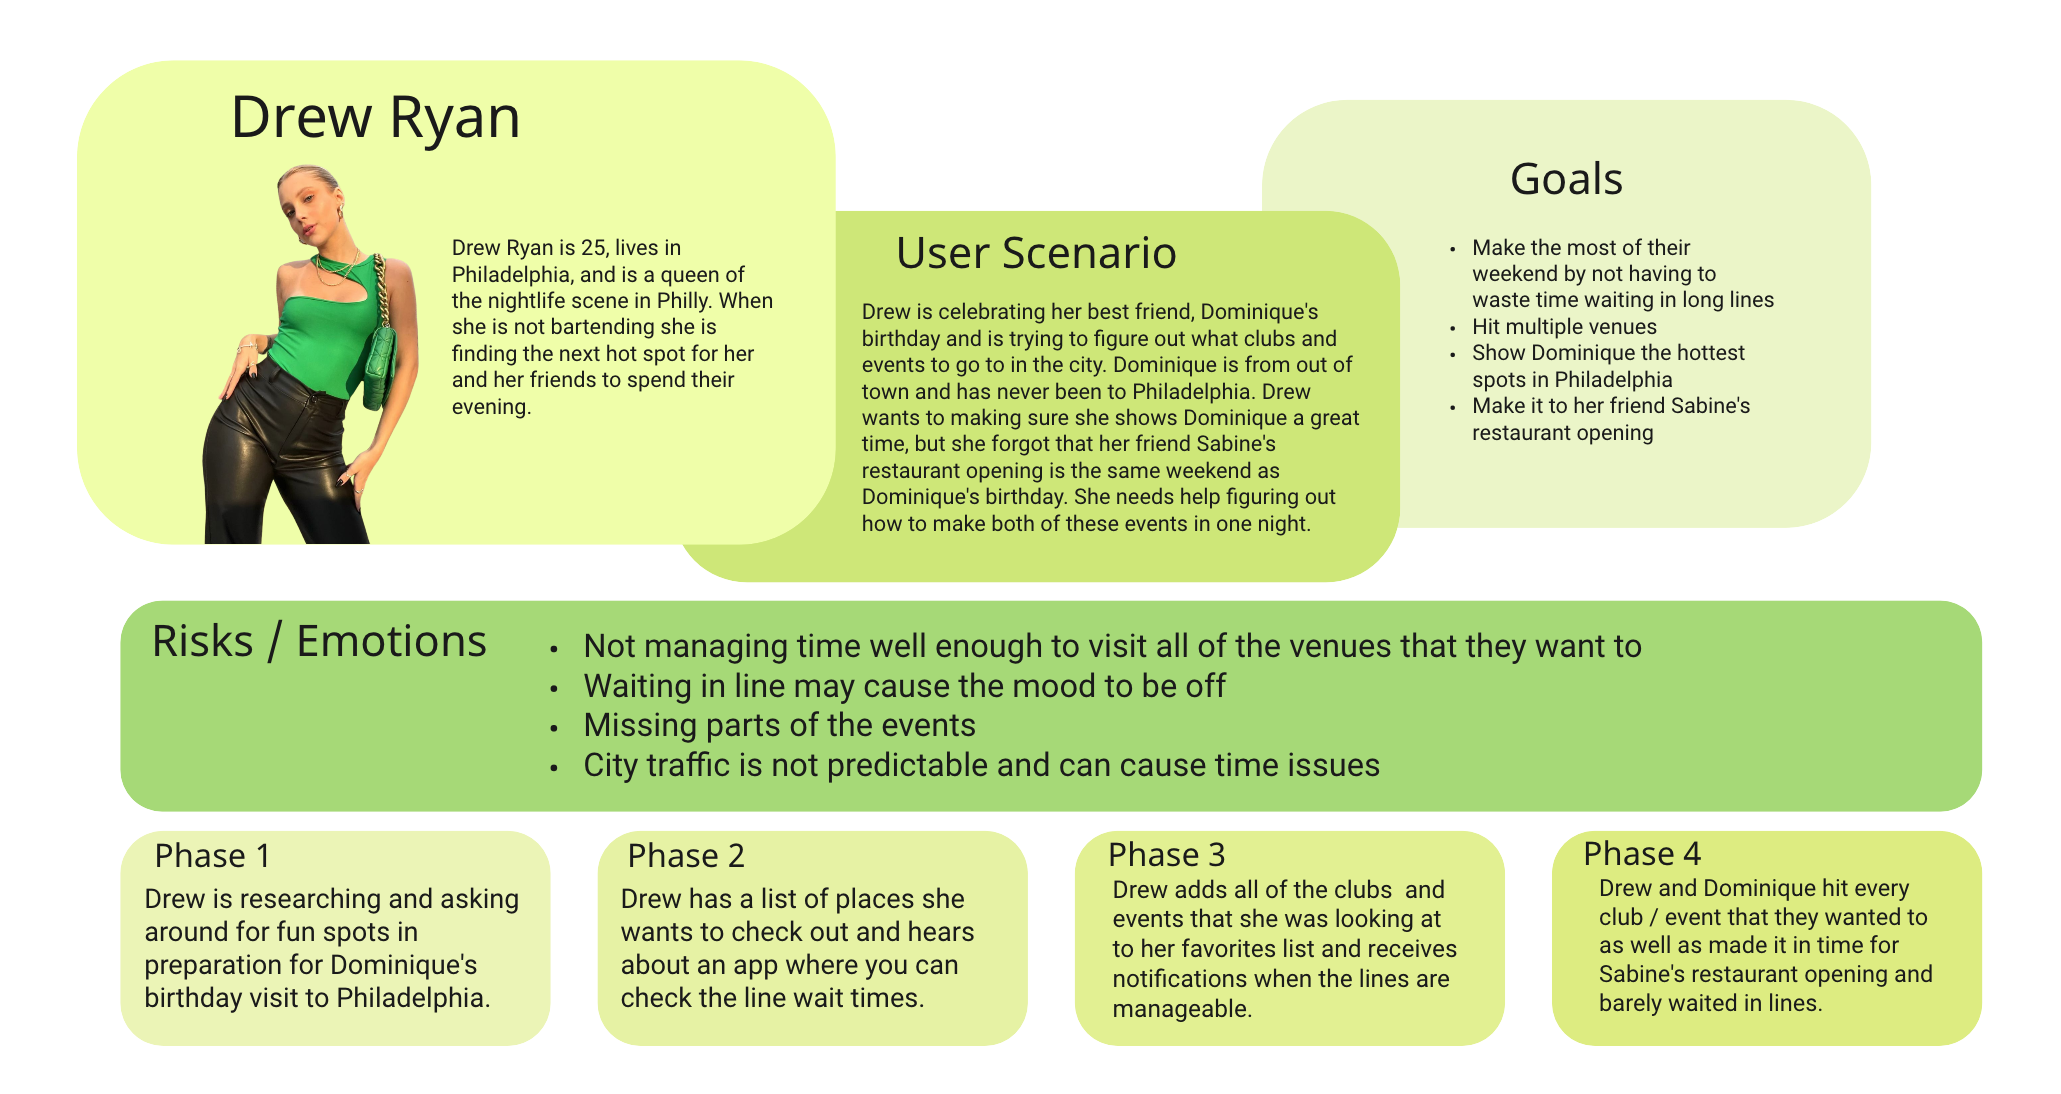 Drew Ryan
Drew Ryan is 25, lives in
Philadelphia, and is a queen of
the nightlife scene in Philly. When
she is not bartending she is
finding the next hot spot for her
and her friends to spend their
evening.
User Scenario
Drew is celebrating her best friend, Dominique's
birthday and is trying to figure out what clubs and
events to go to in the city. Dominique is from out of
town and has never been to Philadelphia. Drew
wants to making sure she shows Dominique a great
time, but she forgot that her friend Sabine's
restaurant opening is the same weekend as
Dominique's birthday. She needs help figuring out
how to make both of these events in one night.
Goals
• Make the most of their
weekend by not having to
waste time waiting in long lines
• Hit multiple venues
• Show Dominique the hottest
spots in Philadelphia
• Make it to her friend Sabine's
restaurant opening
Risks / Emotions
• Not managing time well enough to visit all of the venues that they want to
• Waiting in line may cause the mood to be off
• Missing parts of the events
• City traffic is not predictable and can cause time issues
Phase 1
Drew is researching and asking
around for fun spots in
preparation for Dominique's
birthday visit to Philadelphia.
Phase 2
Drew has a list of places she
wants to check out and hears
about an app where you can
check the line wait times.
Phase 3
Drew adds all of the clubs  and
events that she was looking at
to her favorites list and receives
notifications when the lines are
manageable.
Phase 4
Drew and Dominique hit every
club / event that they wanted to
as well as made it in time for
Sabine's restaurant opening and
barely waited in lines.